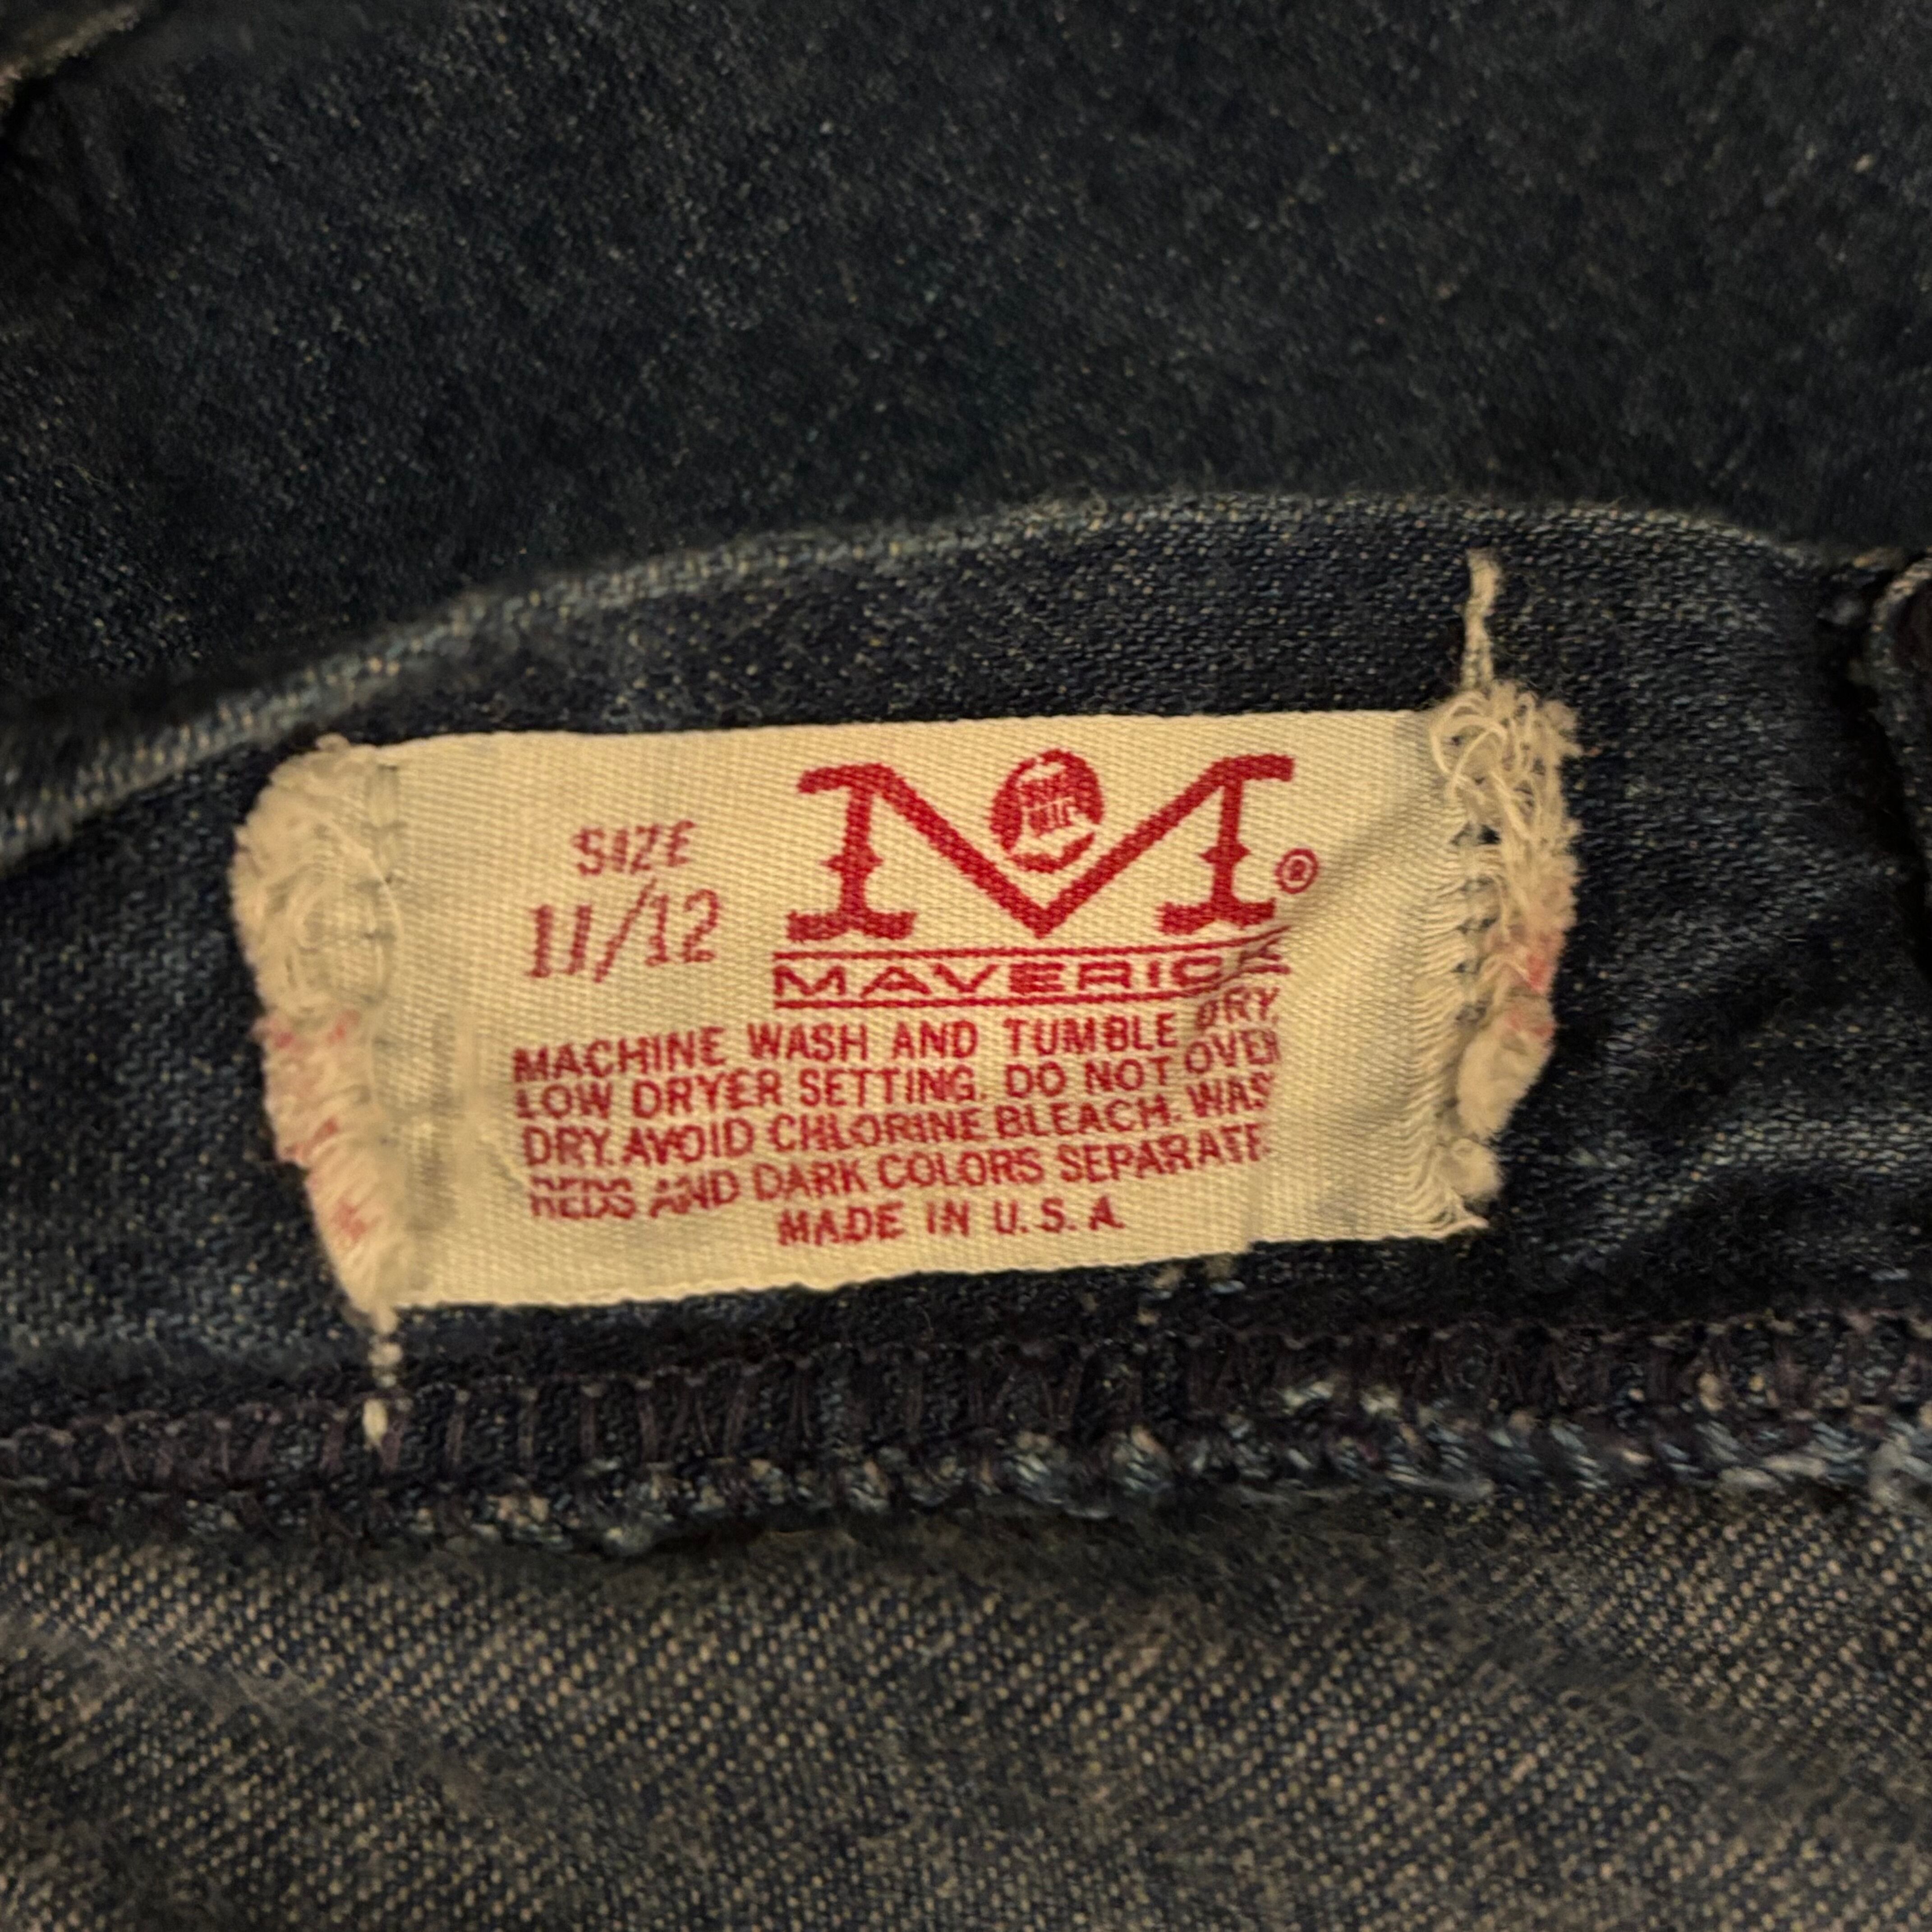 SIZE
11/12
M
®
MAVERICK
MACHINE WASH AND TUMBLE DRY.
LOW DRYER SETTING. DO NOT OVER
DRY. AVOID CHLORINE BLEACH. WAS
REDS AND DARK COLORS SEPARATE
MADE IN U.S.A.